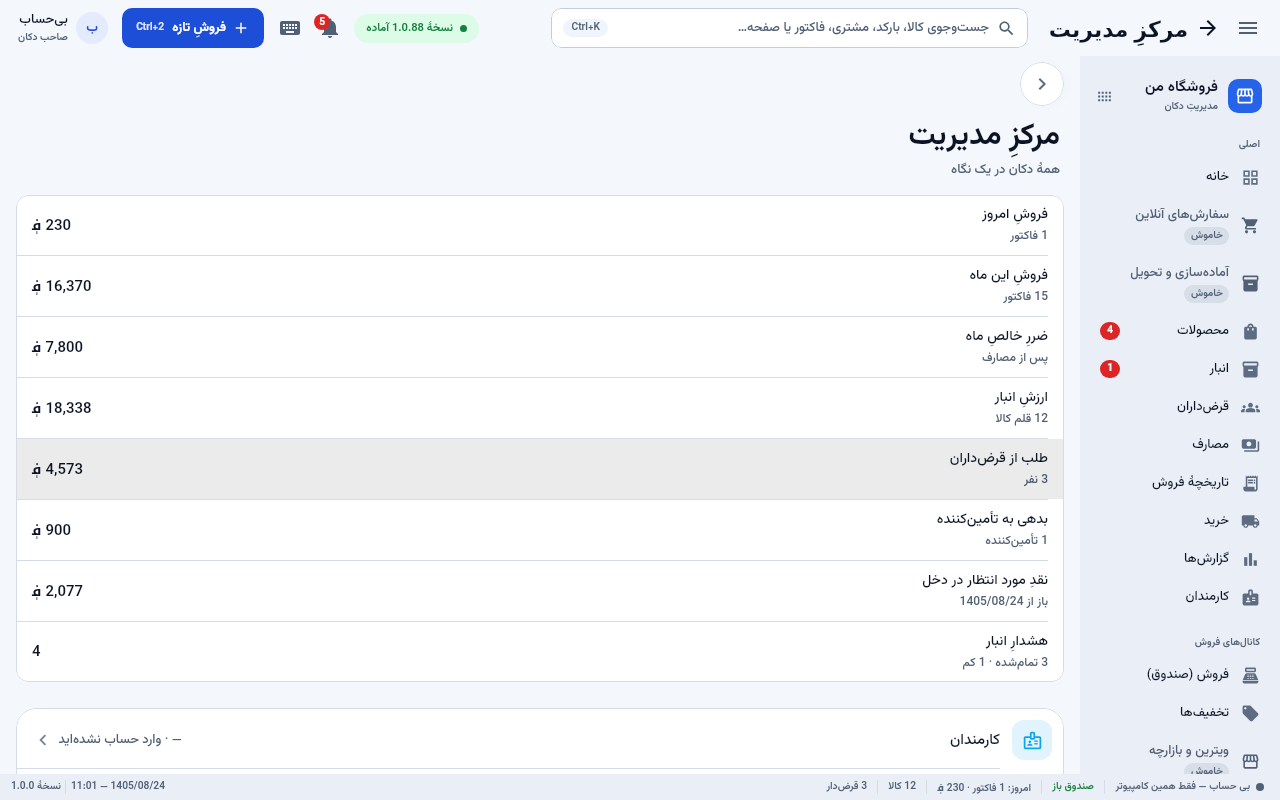 مرکزِ مدیریت
جست‌وجوی کالا، بارکد، مشتری، فاکتور یا صفحه…
Ctrl+K
نسخهٔ 1.0.88 آماده
5
فروشِ تازه
Ctrl+2
بی‌حساب
صاحب دکان
ب
فروشگاه من
مدیریتِ دکان
اصلی
خانه
سفارش‌های آنلاین
خاموش
آماده‌سازی و تحویل
خاموش
محصولات
4
انبار
1
قرض‌داران
مصارف
تاریخچهٔ فروش
خرید
گزارش‌ها
کارمندان
کانال‌های فروش
فروش (صندوق)
تخفیف‌ها
ویترین و بازارچه
خاموش
مرکزِ مدیریت
همهٔ دکان در یک نگاه
فروشِ امروز
1 فاکتور
230 ؋
فروشِ این ماه
15 فاکتور
16,370 ؋
ضررِ خالصِ ماه
پس از مصارف
7,800 ؋
ارزشِ انبار
12 قلم کالا
18,338 ؋
طلب از قرض‌داران
3 نفر
4,573 ؋
بدهی به تأمین‌کننده
1 تأمین‌کننده
900 ؋
نقدِ مورد انتظار در دخل
باز از 1405/08/24
2,077 ؋
هشدارِ انبار
3 تمام‌شده · 1 کم
4
کارمندان
— · وارد حساب نشده‌اید
بی حساب — فقط همین کامپیوتر
صندوق باز
امروز: 1 فاکتور · 230 ؋
12 کالا
3 قرض‌دار
1405/08/24 — 11:01
نسخهٔ 1.0.0